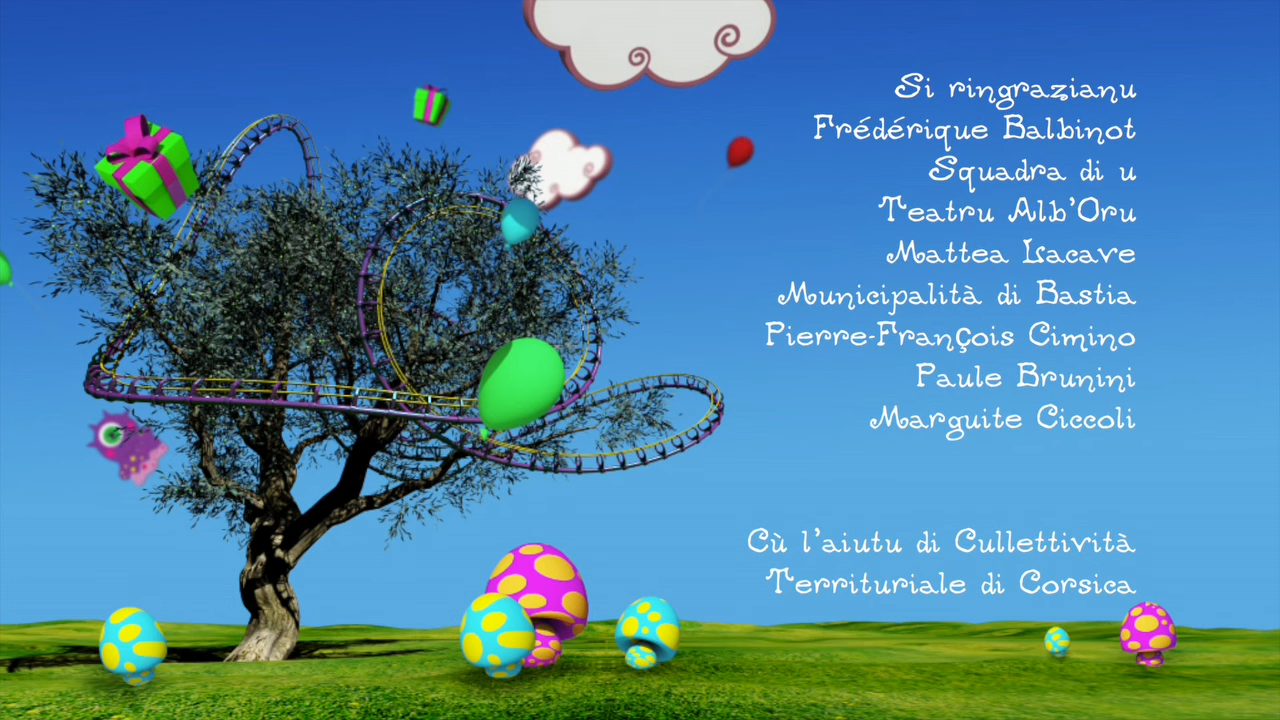 Si ringrazianu
Frédérique Balbinot
Squadra di u
Teatru Alb'Oru
Mattea Lacave
Municipalità di Bastia
Pierre-François Cimino
Paule Brunini
Marguite Ciccoli
Cù l'aiutu di Cullettività
Territuriale di Corsica